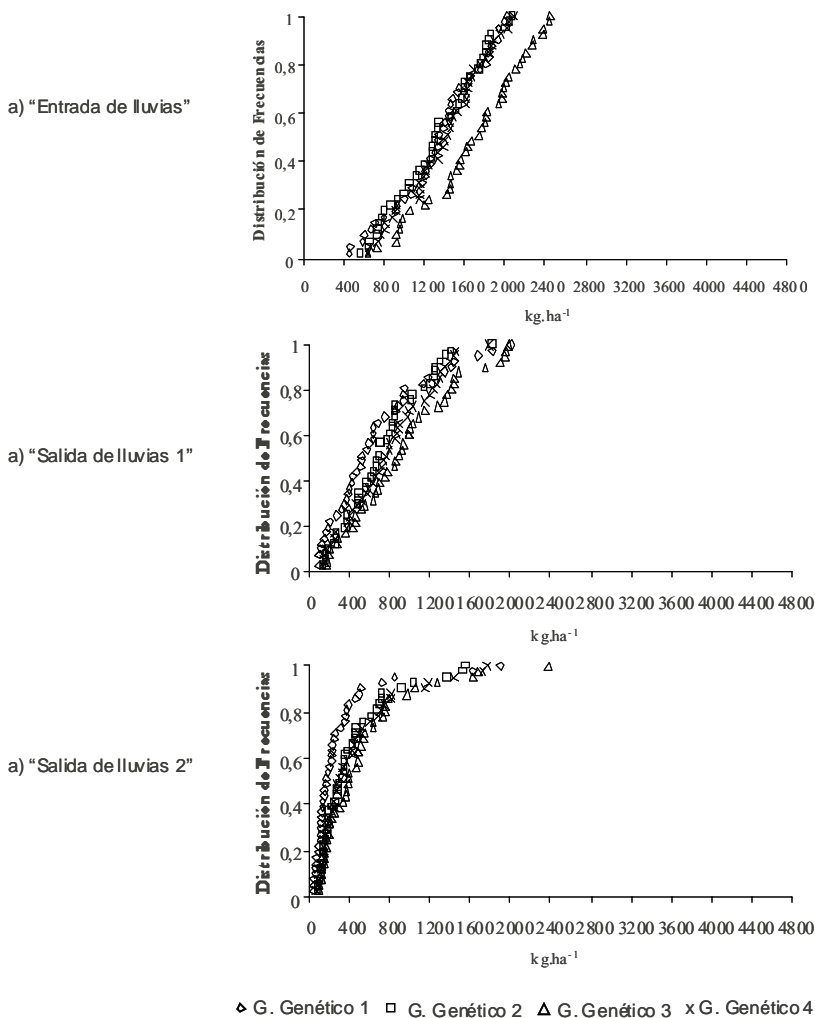 a) “Entrada de lluvias”
Distribución de Frecuencias
1
0,8
0,6
0,4
0,2
0
0 400 800 1200 1600 2000 2400 2800 3200 3600 4000 4400 4800
kg.ha-1
a) “Salida de lluvias 1”
Distribución de Frecuencias
1
0,8
0,6
0,4
0,2
0
0 400 800 1200 1600 2000 2400 2800 3200 3600 4000 4400 4800
kg.ha-1
a) “Salida de lluvias 2”
Distribución de Frecuencias
1
0,8
0,6
0,4
0,2
0
0 400 800 1200 1600 2000 2400 2800 3200 3600 4000 4400 4800
kg.ha-1
G. Genético 1 G. Genético 2 G. Genético 3 x G. Genético 4